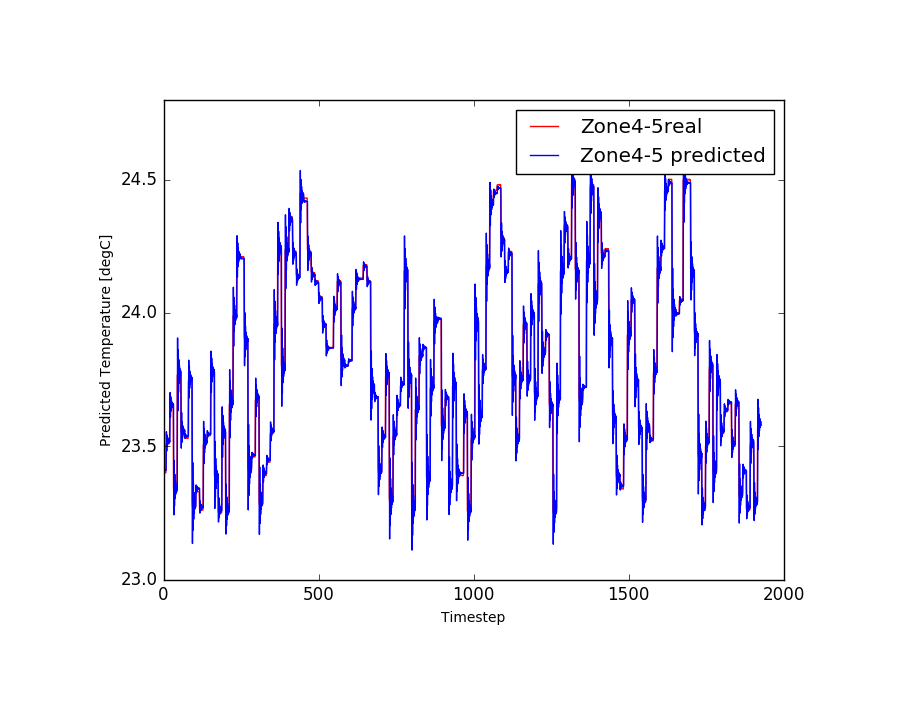 Zone4-5real
Zone4-5 predicted
24.5
24.0
23.5
23.0
Predicted Temperature [degC]
0 500 1000 1500 2000
Timestep